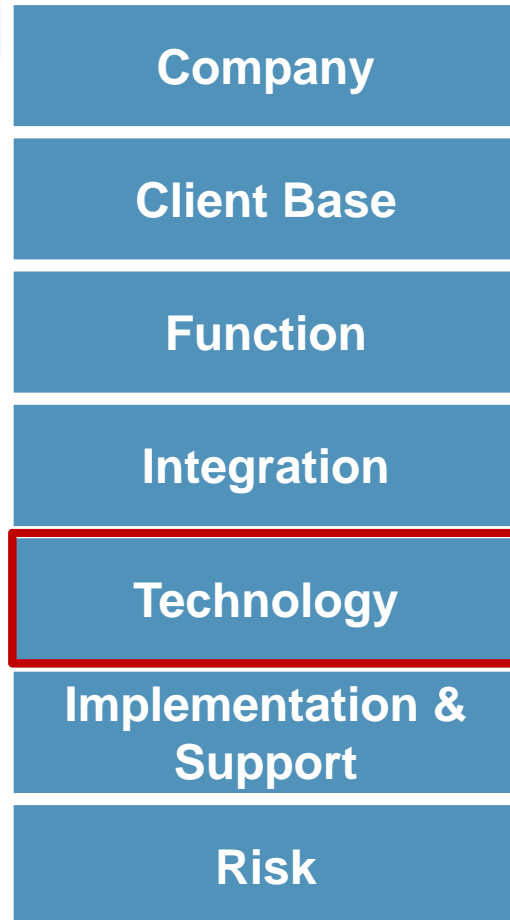 Company
Client Base
Function
Integration
Technology
Implementation &
Support
Risk